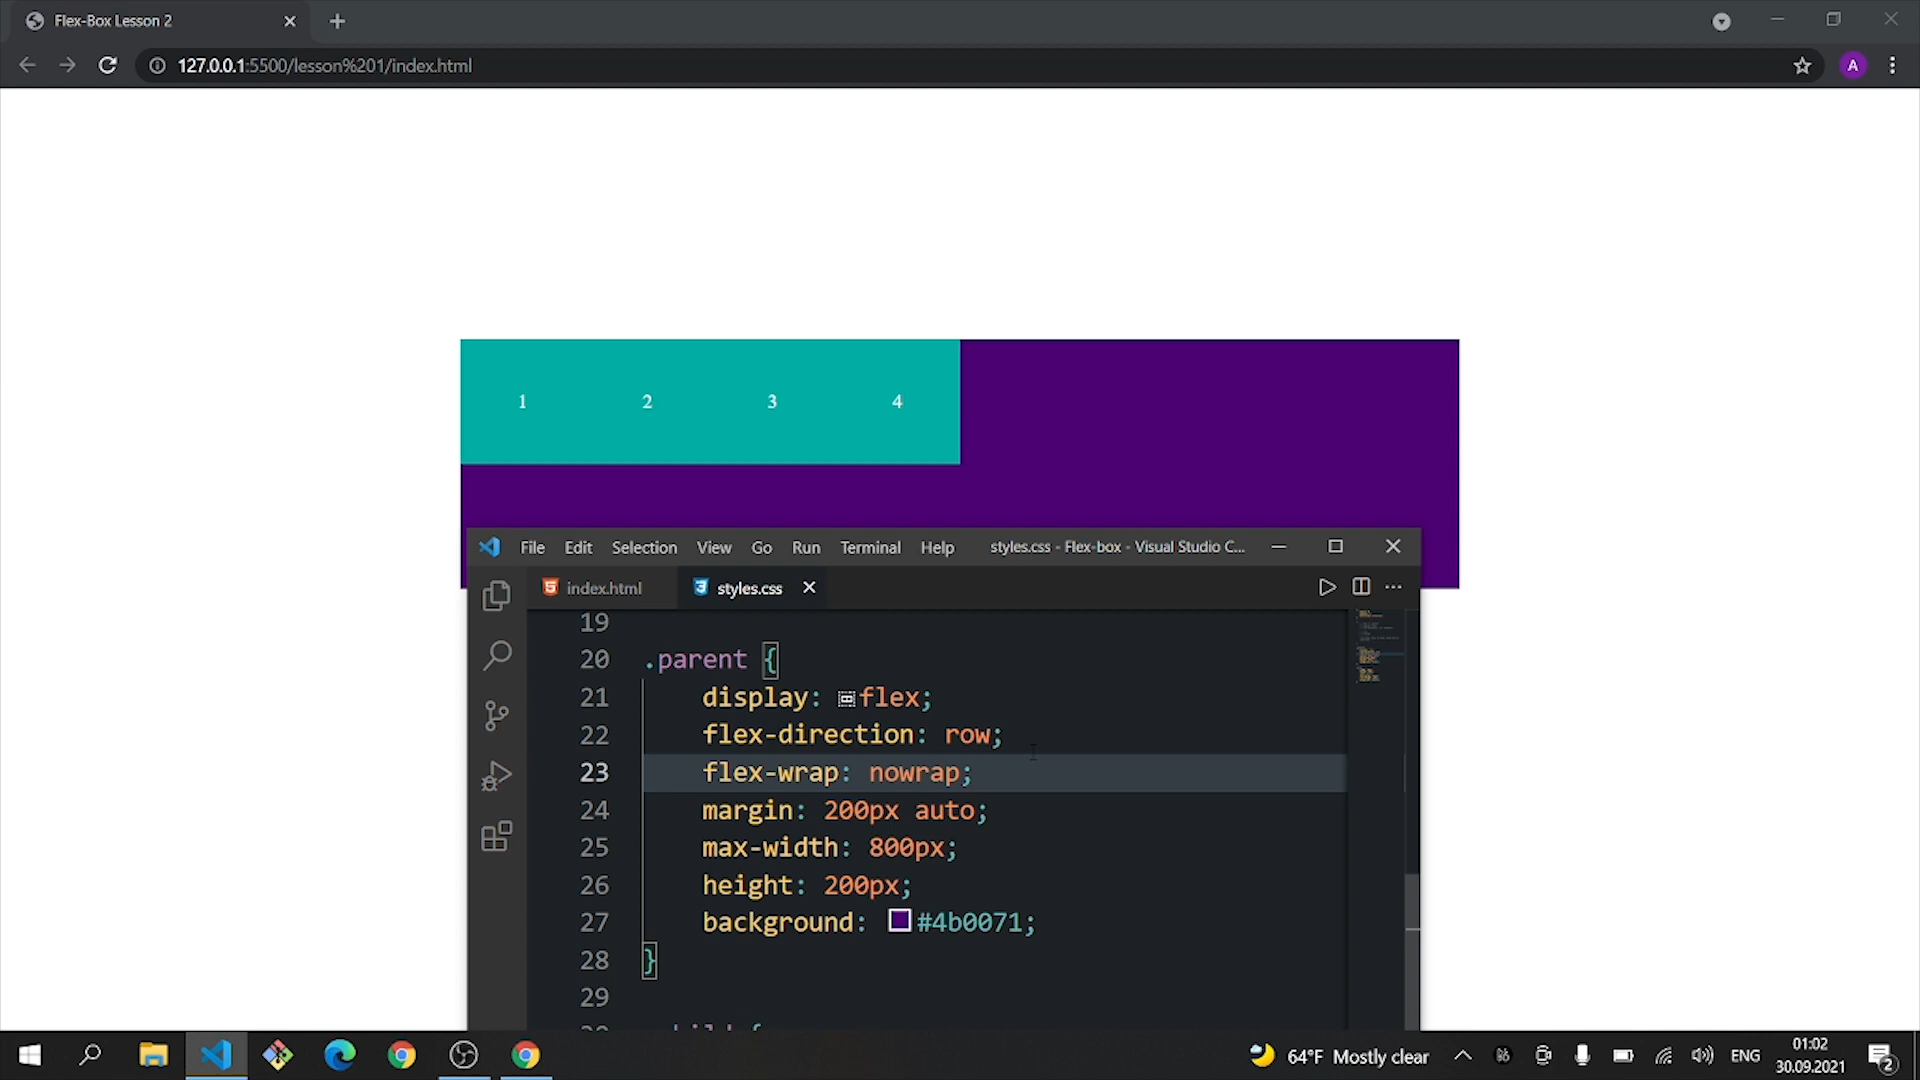 Flex-Box Lesson 2
127.0.0.1:5500/lesson%201/index.html
A
1 2 3 4
File Edit Selection View Go Run Terminal Help styles.css - Flex-box - Visual Studio C...
index.html styles.css
19
20 .parent {
21 display: flex;
22 flex-direction: row;
23 flex-wrap: nowrap;
24 margin: 200px auto;
25 max-width: 800px;
26 height: 200px;
27 background: #4b0071;
28 }
29
64°F Mostly clear ENG
01:02
30.09.2021
2